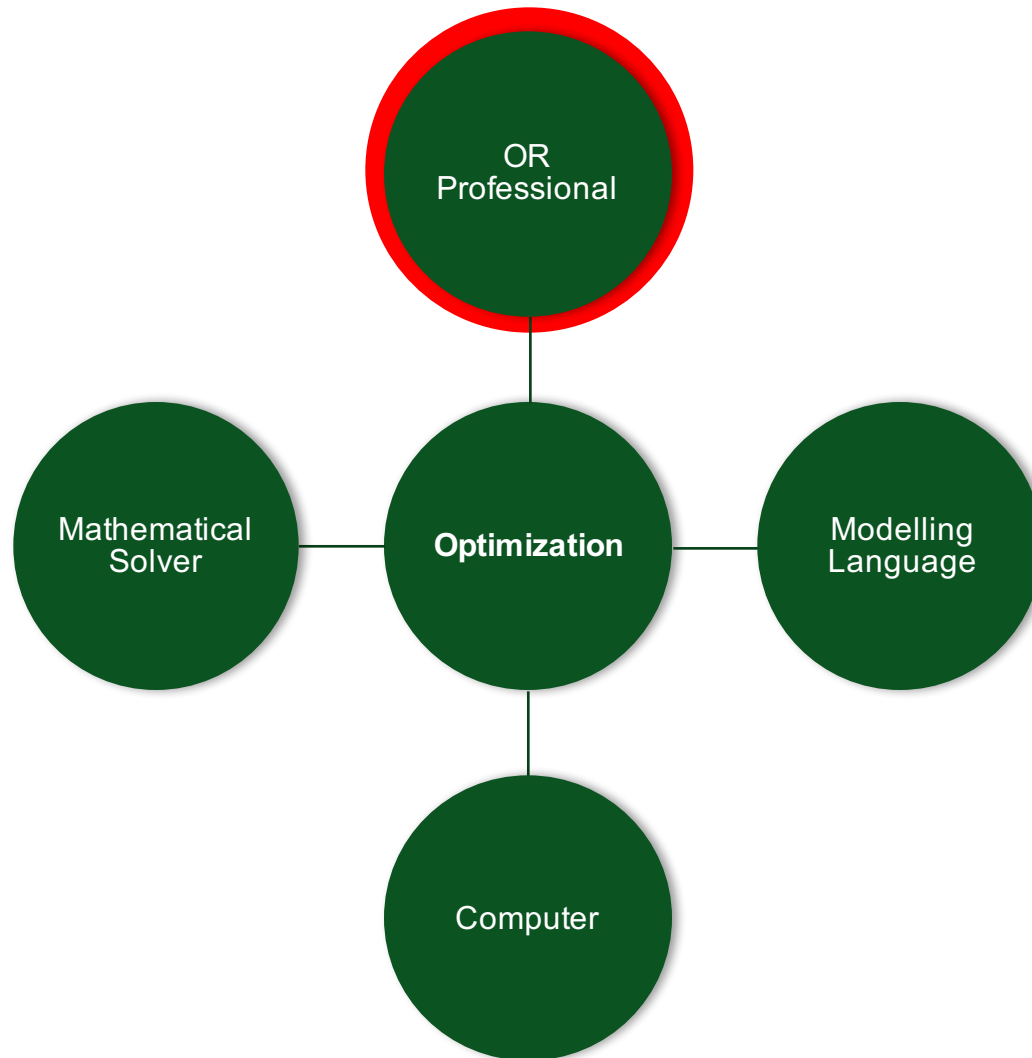 OR
Professional
Mathematical
Solver
Optimization
Modelling
Language
Computer